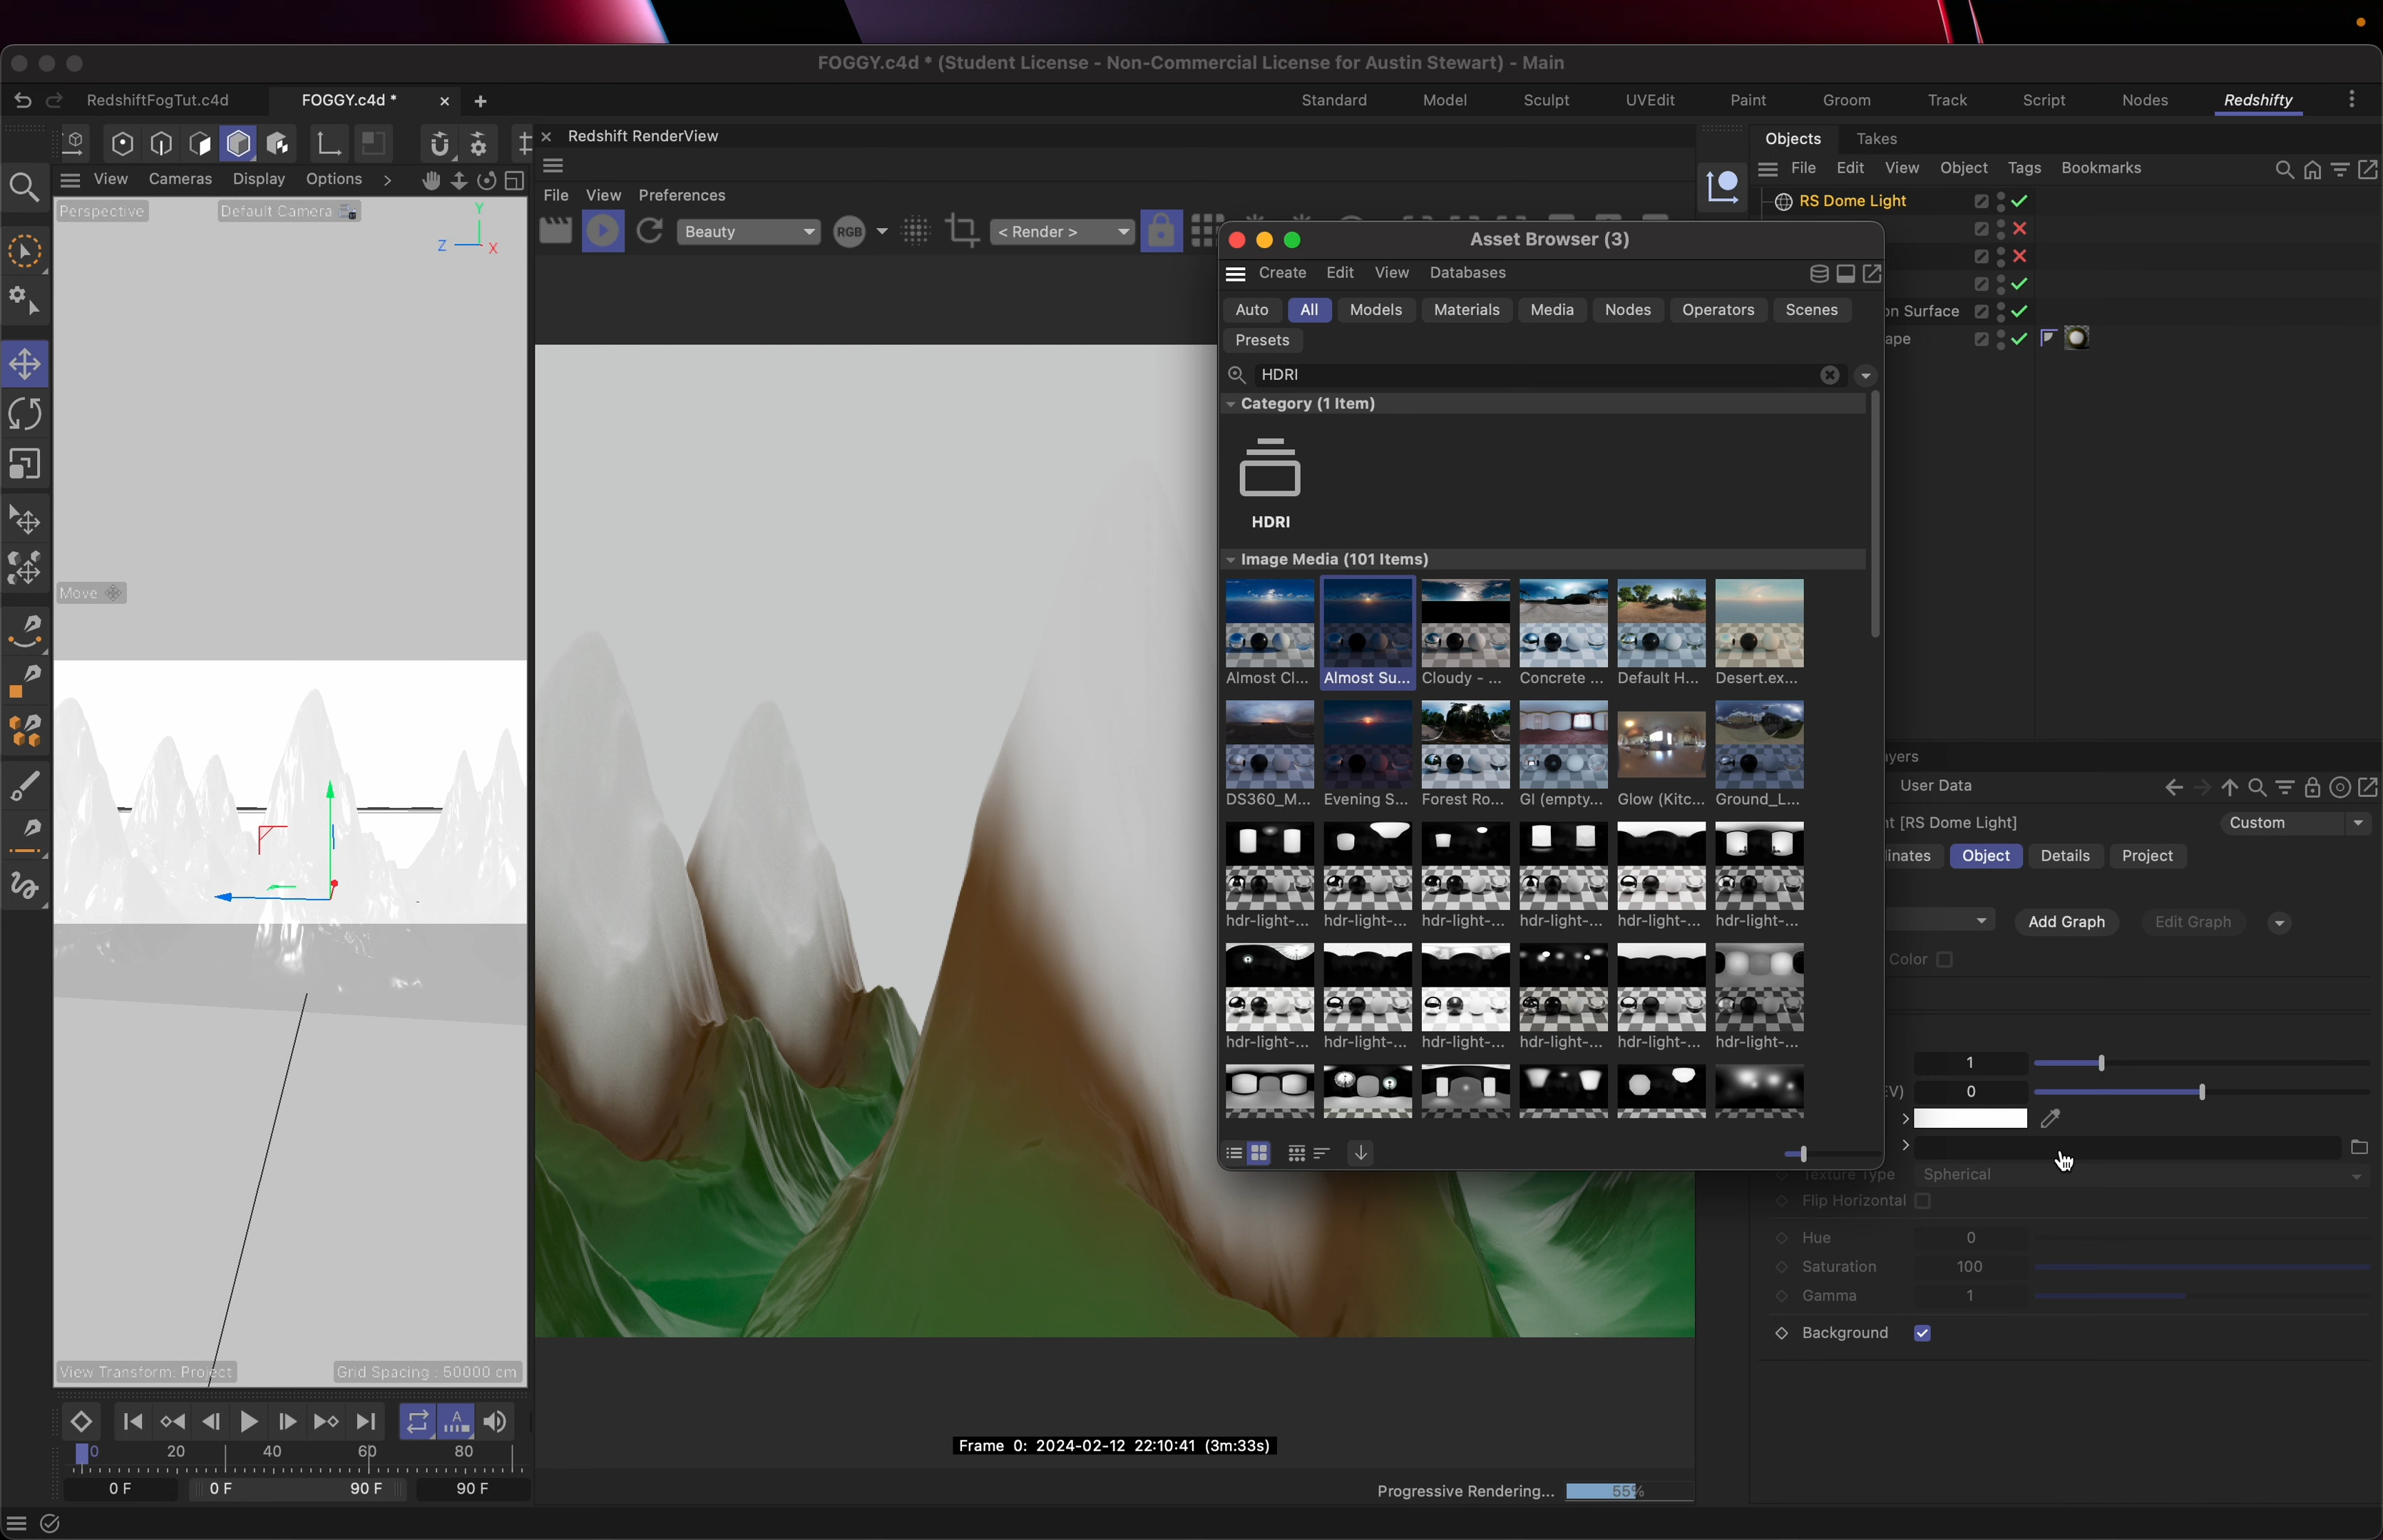 FOGGY.c4d * (Student License - Non-Commercial License for Austin Stewart) - Main
RedshiftFogTut.c4d
FOGGY.c4d *
Standard
Model
Sculpt
UVEdit
Paint
Groom
Track
Script
Nodes
Redshifty
Redshift RenderView
Objects
Takes
View
Cameras
Display
Options
File
View
Preferences
File
Edit
View
Object
Tags
Bookmarks
Perspective
Default Camera
Y
Z
X
Beauty
RGB
< Render >
RS Dome Light
on Surface
ape
Asset Browser (3)
Create
Edit
View
Databases
Auto
All
Models
Materials
Media
Nodes
Operators
Scenes
Presets
HDRI
Category (1 Item)
HDRI
Image Media (101 Items)
Almost Cl...
Almost Su...
Cloudy - ...
Concrete ...
Default H...
Desert.ex...
DS360_M...
Evening S...
Forest Ro...
GI (empty...
Glow (Kitc...
Ground_L...
hdr-light-...
hdr-light-...
hdr-light-...
hdr-light-...
hdr-light-...
hdr-light-...
hdr-light-...
hdr-light-...
hdr-light-...
hdr-light-...
hdr-light-...
hdr-light-...
Move
yers
User Data
t [RS Dome Light]
Custom
inates
Object
Details
Project
Add Graph
Edit Graph
Color
1
EV)
0
Texture Type
Spherical
Flip Horizontal
Hue
0
Saturation
100
Gamma
1
Background
View Transform: Project
Grid Spacing : 50000 cm
0
20
40
60
80
0 F
0 F
90 F
90 F
Frame 0: 2024-02-12 22:10:41 (3m:33s)
Progressive Rendering...
55%